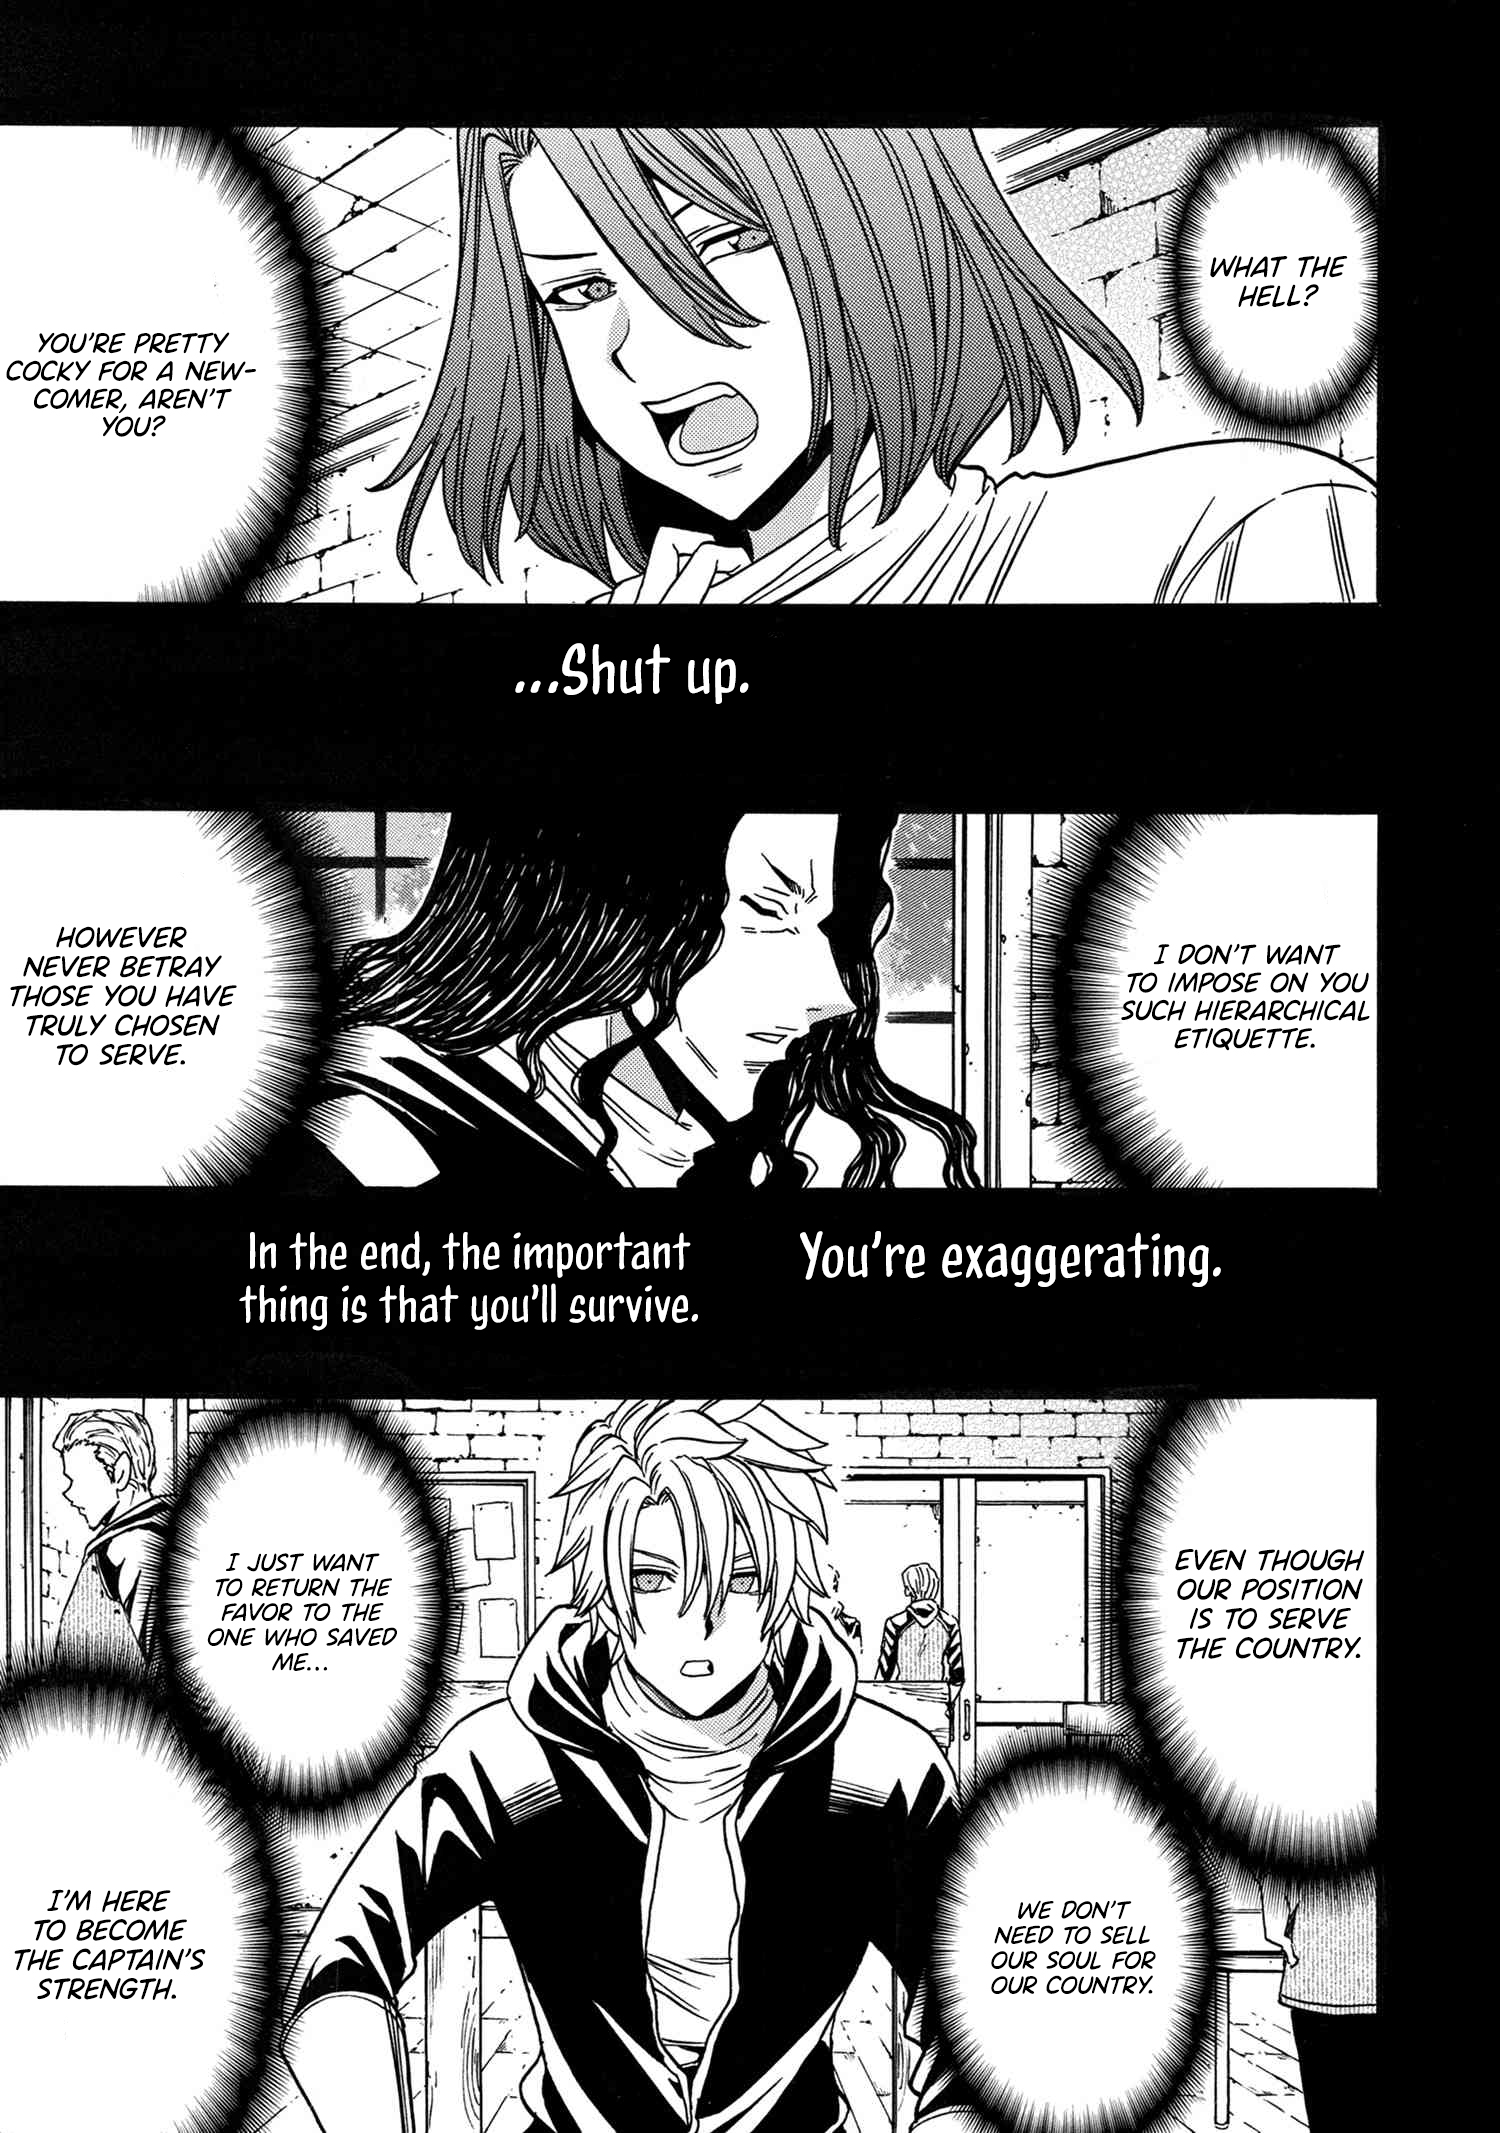 WHAT THE
HELL?
YOU'RE PRETTY
COCKY FOR A NEW-
COMER, AREN'T
YOU?
...Shut up.
I DON'T WANT
TO IMPOSE ON YOU
SUCH HIERARCHICAL
ETIQUETTE.
HOWEVER
NEVER BETRAY
THOSE YOU HAVE
TRULY CHOSEN
TO SERVE.
You're exaggerating.
In the end, the important
thing is that you'll survive.
EVEN THOUGH
OUR POSITION
IS TO SERVE
THE COUNTRY.
WE DON'T
NEED TO SELL
OUR SOUL FOR
OUR COUNTRY.
I JUST WANT
TO RETURN THE
FAVOR TO THE
ONE WHO SAVED
ME...
I'M HERE
TO BECOME
THE CAPTAIN'S
STRENGTH.